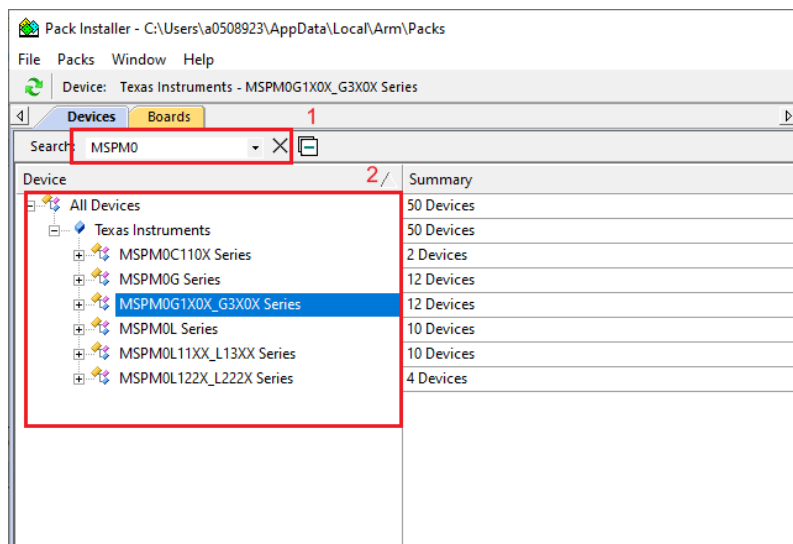 Pack Installer - C:\Users\a0508923\AppData\Local\Arm\Packs
File Packs Window Help
Device: Texas Instruments - MSPM0G1X0X_G3X0X Series
Devices Boards 1
Search: MSPM0
Device 2 Summary
All Devices 50 Devices
Texas Instruments 50 Devices
MSPM0C110X Series 2 Devices
MSPM0G Series 12 Devices
MSPM0G1X0X_G3X0X Series 12 Devices
MSPM0L Series 10 Devices
MSPM0L11XX_L13XX Series 10 Devices
MSPM0L122X_L222X Series 4 Devices